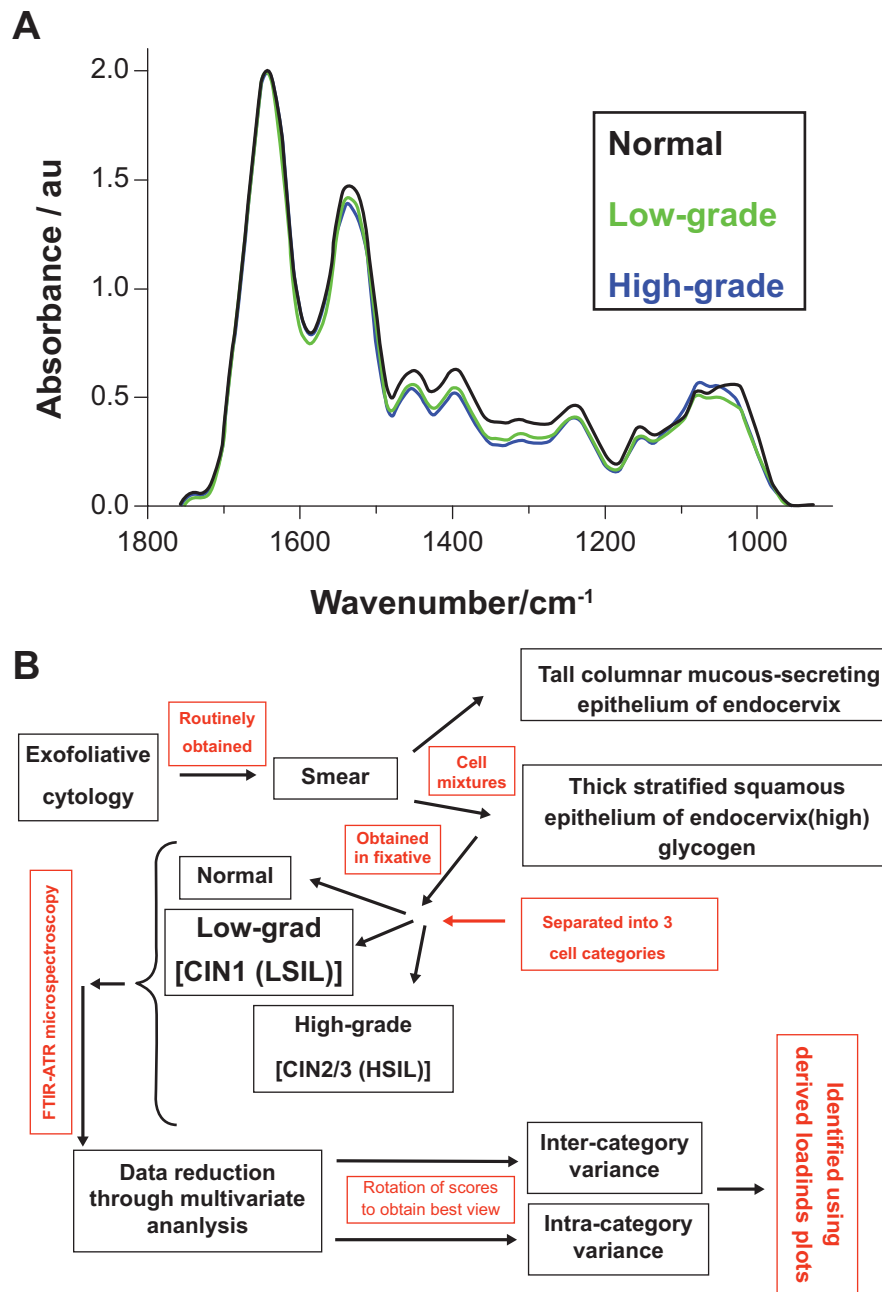 A
2.0
1.5
1.0
0.5
0.0
Absorbance / au
Normal
Low-grade
High-grade
1800
1600
1400
1200
1000
Wavenumber/cm-1
B
Exofoliative
cytology
Routinely
obtained
Smear
Cell
mixtures
Tall columnar mucous-secreting
epithelium of endocervix
Thick stratified squamous
epithelium of endocervix(high)
glycogen
Obtained
in fixative
Normal
Low-grad
[CIN1 (LSIL)]
High-grade
[CIN2/3 (HSIL)]
Separated into 3
cell categories
FTIR-ATR microspectroscopy
Data reduction
through multivariate
ananlysis
Rotation of scores
to obtain best view
Inter-category
variance
Intra-category
variance
Identified using
derived loadinds plots